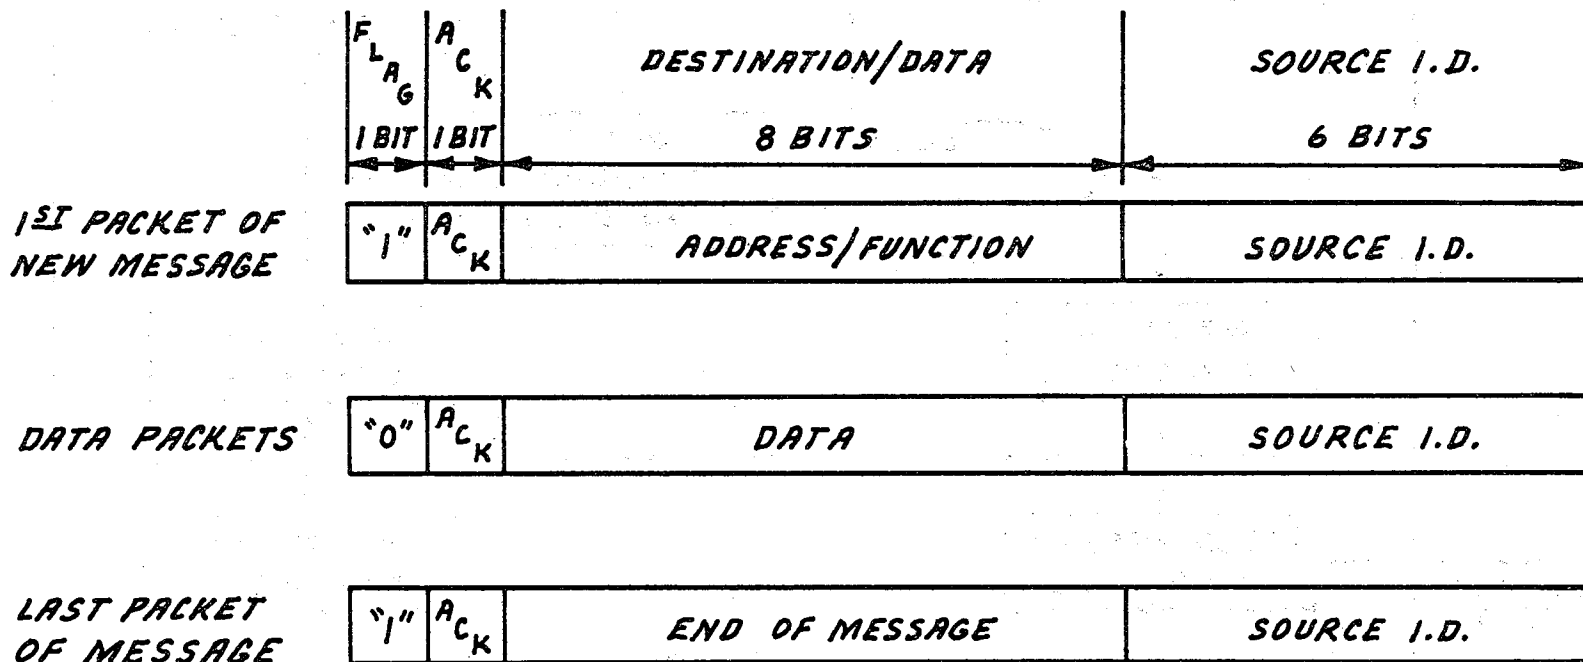 FLAG ACK DESTINATION/DATA SOURCE I.D.
1 BIT 1 BIT 8 BITS 6 BITS
1ST PACKET OF
NEW MESSAGE
"1" ACK ADDRESS/FUNCTION SOURCE I.D.
DATA PACKETS "0" ACK DATA SOURCE I.D.
LAST PACKET
OF MESSAGE
"1" ACK END OF MESSAGE SOURCE I.D.